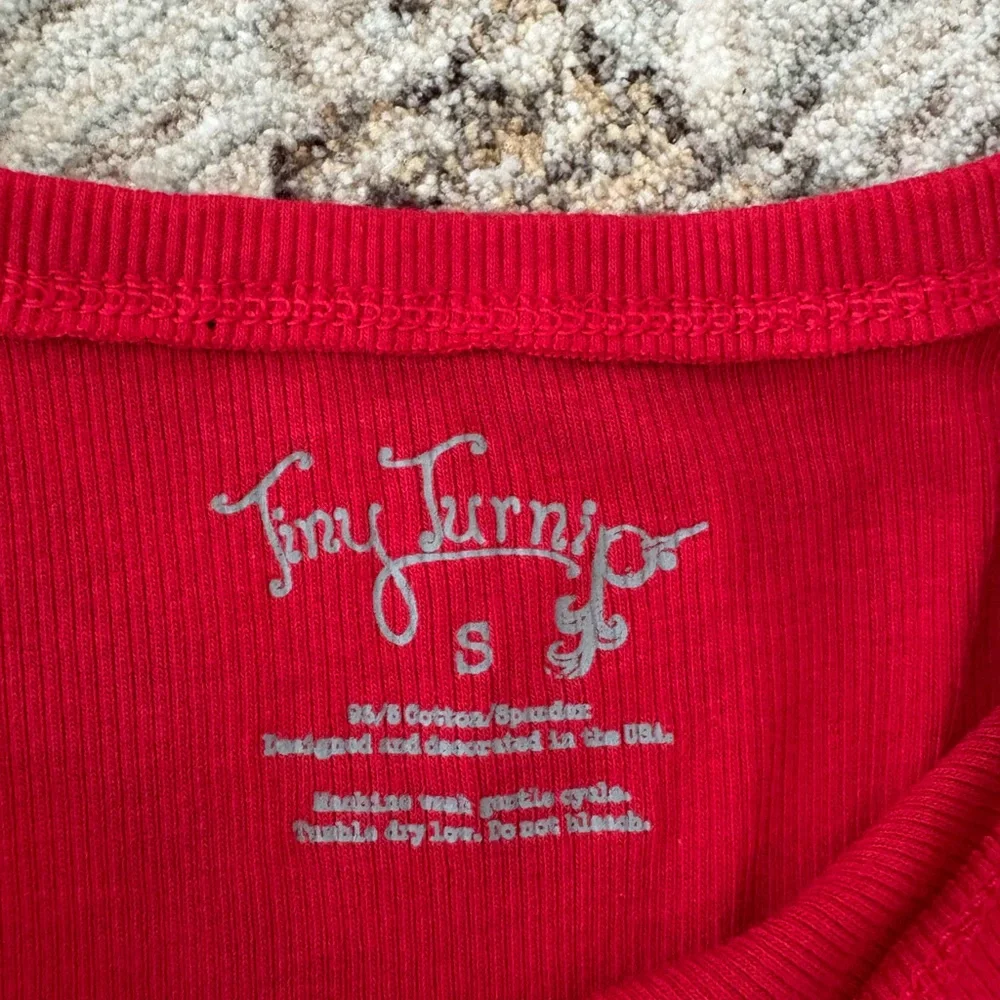 Tiny Turnip
S
95/5 Cotton/Spandex
Designed and decorated in the USA.
Machine wash gentle cycle.
Tumble dry low. Do not bleach.